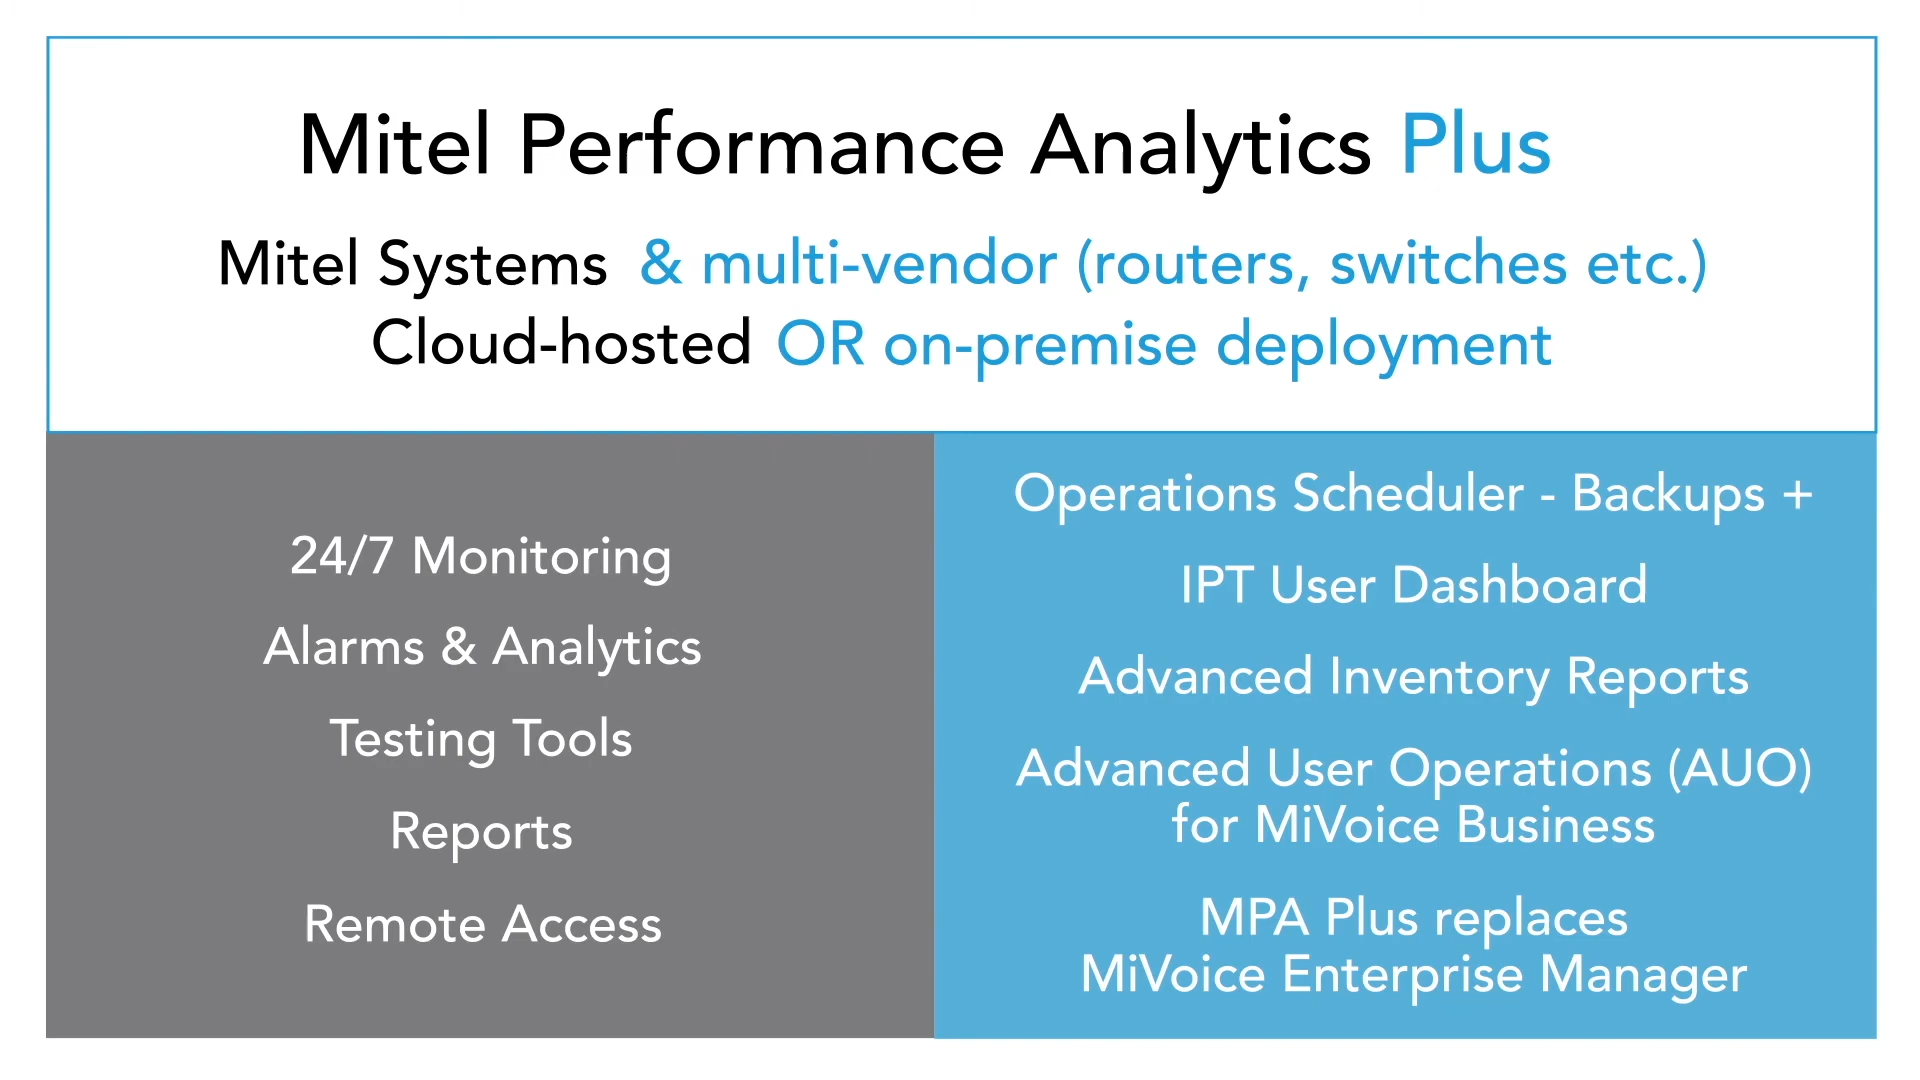 Mitel Performance Analytics Plus
Mitel Systems & multi-vendor (routers, switches etc.)
Cloud-hosted OR on-premise deployment
24/7 Monitoring
Alarms & Analytics
Testing Tools
Reports
Remote Access
Operations Scheduler - Backups +
IPT User Dashboard
Advanced Inventory Reports
Advanced User Operations (AUO)
for MiVoice Business
MPA Plus replaces
MiVoice Enterprise Manager